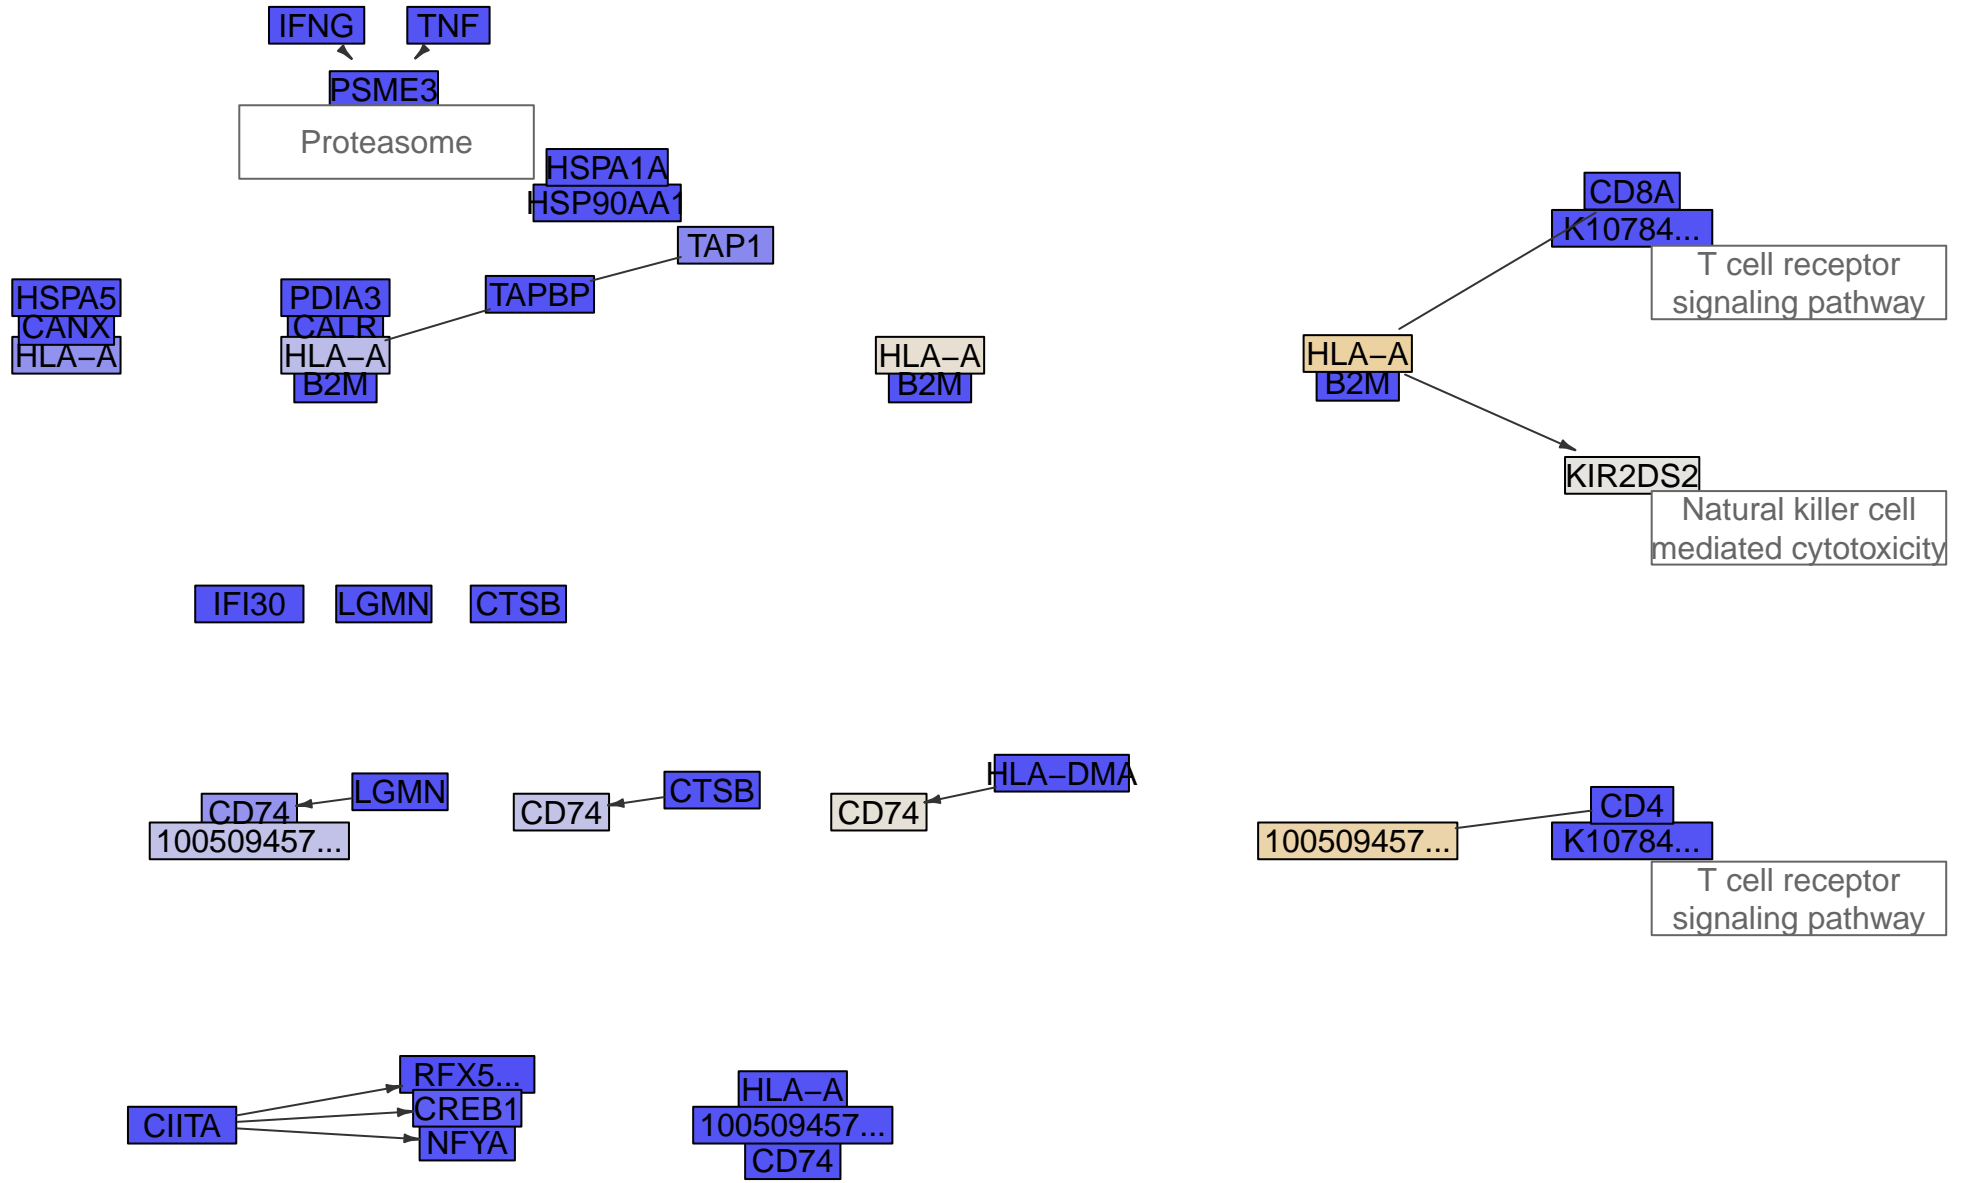 IFNG
TNF
PSME3
Proteasome
HSPA1A
HSP90AA1
TAP1
CD8A
K10784...
T cell receptor
signaling pathway
HSPA5
CANX
HLA–A
PDIA3
CALR
HLA–A
B2M
TAPBP
HLA–A
B2M
HLA–A
B2M
KIR2DS2
Natural killer cell
mediated cytotoxicity
IFI30
LGMN
CTSB
CD74
100509457...
LGMN
CD74
CTSB
CD74
HLA–DMA
100509457...
CD4
K10784...
T cell receptor
signaling pathway
CIITA
RFX5...
CREB1
NFYA
HLA–A
100509457...
CD74